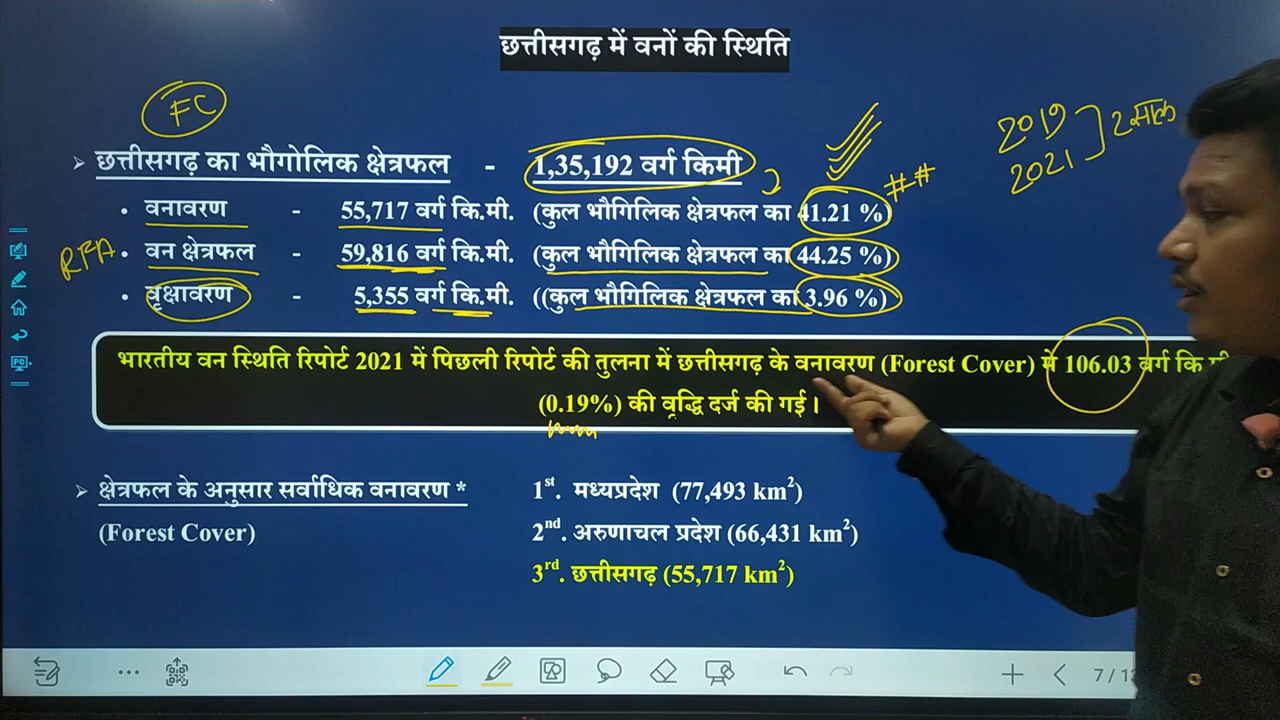 छत्तीसगढ़ में वनों की स्थिति
FC
2019
2021
2 साल
➢ छत्तीसगढ़ का भौगोलिक क्षेत्रफल - 1,35,192 वर्ग किमी
##
• वनावरण - 55,717 वर्ग कि.मी. (कुल भौगिलिक क्षेत्रफल का 41.21 %)
RFA • वन क्षेत्रफल - 59,816 वर्ग कि.मी. (कुल भौगिलिक क्षेत्रफल का 44.25 %)
• वृक्षावरण - 5,355 वर्ग कि.मी. ((कुल भौगिलिक क्षेत्रफल का 3.96 %)
भारतीय वन स्थिति रिपोर्ट 2021 में पिछली रिपोर्ट की तुलना में छत्तीसगढ़ के वनावरण (Forest Cover) में 106.03 वर्ग कि
(0.19%) की वृद्धि दर्ज की गई।
➢ क्षेत्रफल के अनुसार सर्वाधिक वनावरण * 1st. मध्यप्रदेश (77,493 km²)
(Forest Cover) 2nd. अरुणाचल प्रदेश (66,431 km²)
3rd. छत्तीसगढ़ (55,717 km²)
PC
7 / 1